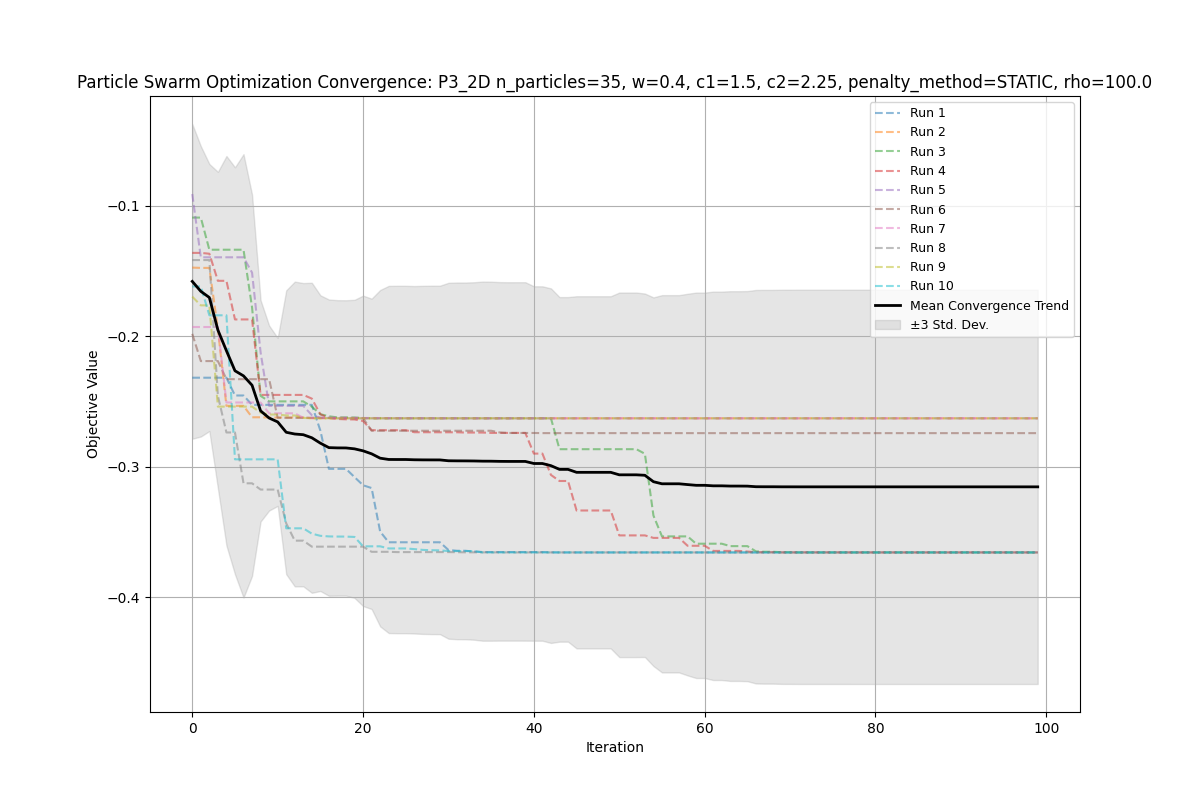 Particle Swarm Optimization Convergence: P3_2D n_particles=35, w=0.4, c1=1.5, c2=2.25, penalty_method=STATIC, rho=100.0
Run 1
Run 2
Run 3
Run 4
Run 5
Run 6
Run 7
Run 8
Run 9
Run 10
Mean Convergence Trend
±3 Std. Dev.
Objective Value
−0.1
−0.2
−0.3
−0.4
0
20
40
60
80
100
Iteration